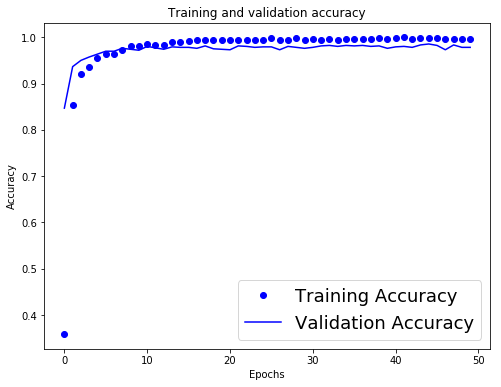 Training and validation accuracy
1.0
0.9
0.8
0.7
0.6
0.5
0.4
Accuracy
Training Accuracy
Validation Accuracy
0
10
20
30
40
50
Epochs